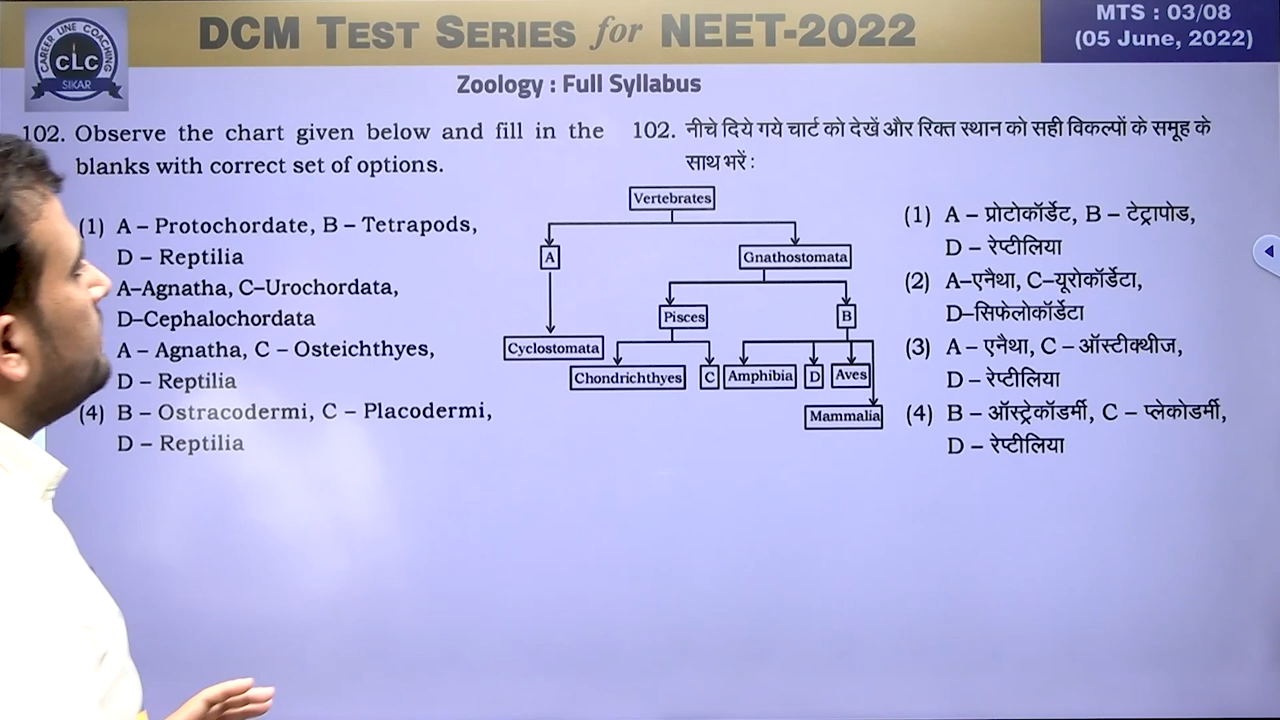 CAREER LINE COACHING
CLC
SIKAR
DCM TEST SERIES for NEET-2022
MTS : 03/08
(05 June, 2022)
Zoology : Full Syllabus
102. Observe the chart given below and fill in the
blanks with correct set of options.
(1) A – Protochordate, B – Tetrapods,
D – Reptilia
A–Agnatha, C–Urochordata,
D–Cephalochordata
A – Agnatha, C – Osteichthyes,
D – Reptilia
(4) B – Ostracodermi, C – Placodermi,
D – Reptilia
102. नीचे दिये गये चार्ट को देखें और रिक्त स्थान को सही विकल्पों के समूह के
साथ भरें :
Vertebrates
A
Gnathostomata
Pisces
B
Cyclostomata
Chondrichthyes
C
Amphibia
D
Aves
Mammalia
(1) A – प्रोटोकॉर्डेट, B – टेट्रापोड,
D – रेप्टीलिया
(2) A–एनैथा, C–यूरोकॉर्डेटा,
D–सिफेलोकॉर्डेटा
(3) A – एनैथा, C – ऑस्टीक्थीज,
D – रेप्टीलिया
(4) B – ऑस्ट्रेकॉडर्मी, C – प्लेकोडर्मी,
D – रेप्टीलिया